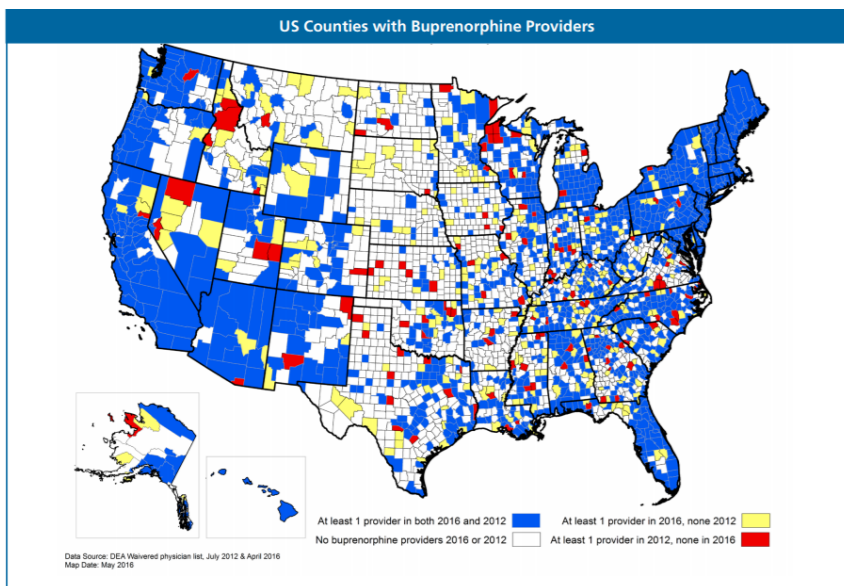 US Counties with Buprenorphine Providers
At least 1 provider in both 2016 and 2012
At least 1 provider in 2016, none 2012
No buprenorphine providers 2016 or 2012
At least 1 provider in 2012, none in 2016
Data Source: DEA Waivered physician list, July 2012 & April 2016
Map Date: May 2016